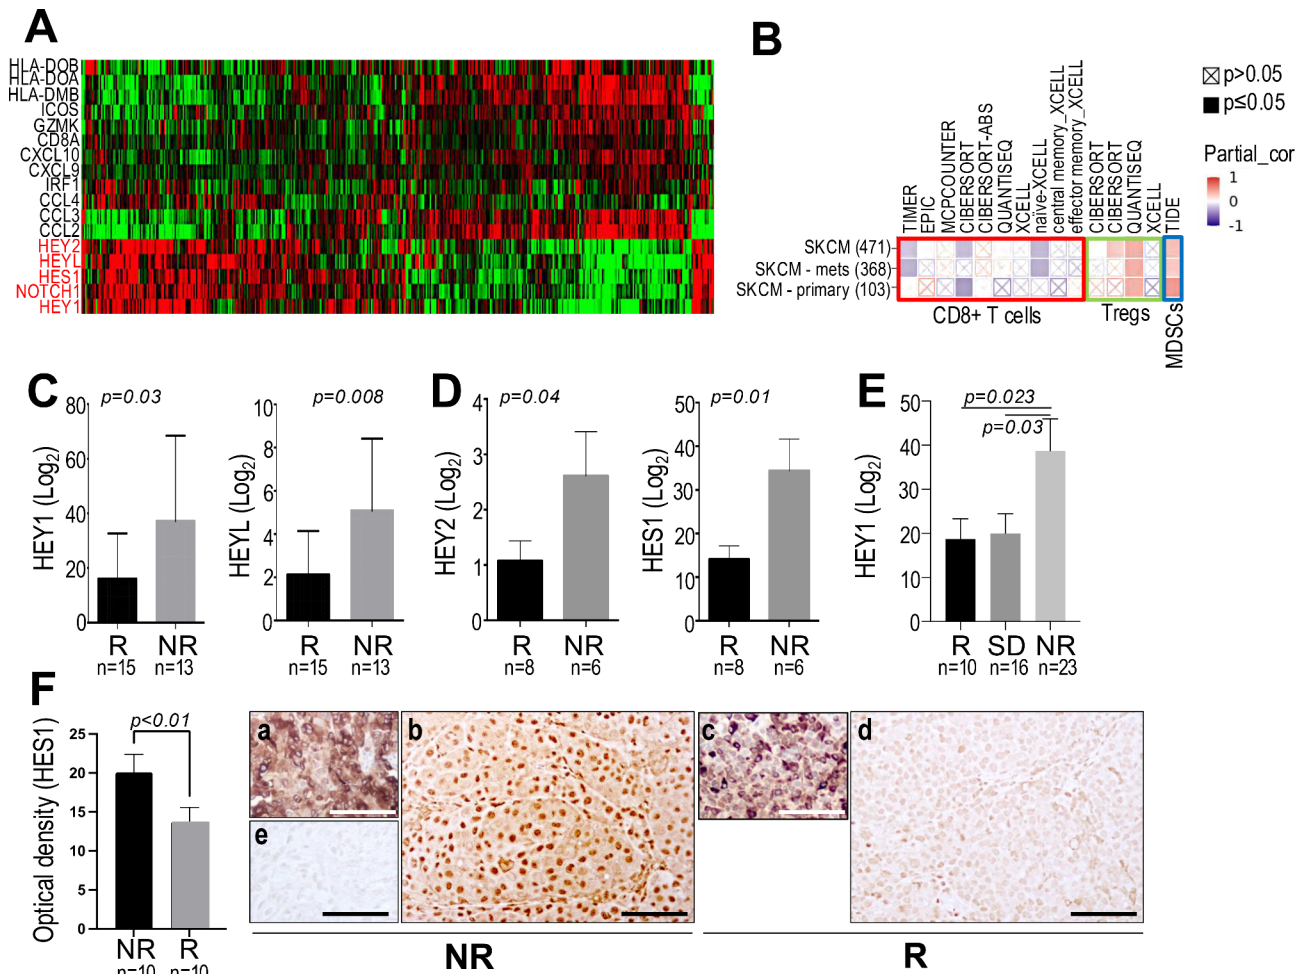 A
HLA-DOB
HLA-DOA
HLA-DMB
ICOS
GZMK
CD8A
CXCL10
CXCL9
IRF1
CCL4
CCL3
CCL2
HEY2
HEYL
HES1
NOTCH1
HEY1
B
TIMER
EPIC
MCPCOUNTER
CIBERSORT
CIBERSORT-ABS
QUANTISEQ
XCELL
naïve-XCELL
central memory_XCELL
effector memory_XCELL
CIBERSORT
CIBERSORT
QUANTISEQ
XCELL
TIDE
SKCM (471)
SKCM - mets (368)
SKCM - primary (103)
CD8+ T cells
Tregs
MDSCs
p>0.05
p≤0.05
Partial_cor
1
0
-1
C
p=0.03
HEY1 (Log2)
80
60
40
20
0
R
NR
n=15
n=13
p=0.008
HEYL (Log2)
10
8
6
4
2
0
R
NR
n=15
n=13
D
p=0.04
HEY2 (Log2)
4
3
2
1
0
R
NR
n=8
n=6
p=0.01
HES1 (Log2)
50
40
30
20
10
0
R
NR
n=8
n=6
E
p=0.023
p=0.03
HEY1 (Log2)
50
40
30
20
10
0
R
SD
NR
n=10
n=16
n=23
F
p<0.01
Optical density (HES1)
25
20
15
10
5
0
NR
R
n=10
n=10
a
b
c
d
e
NR
R